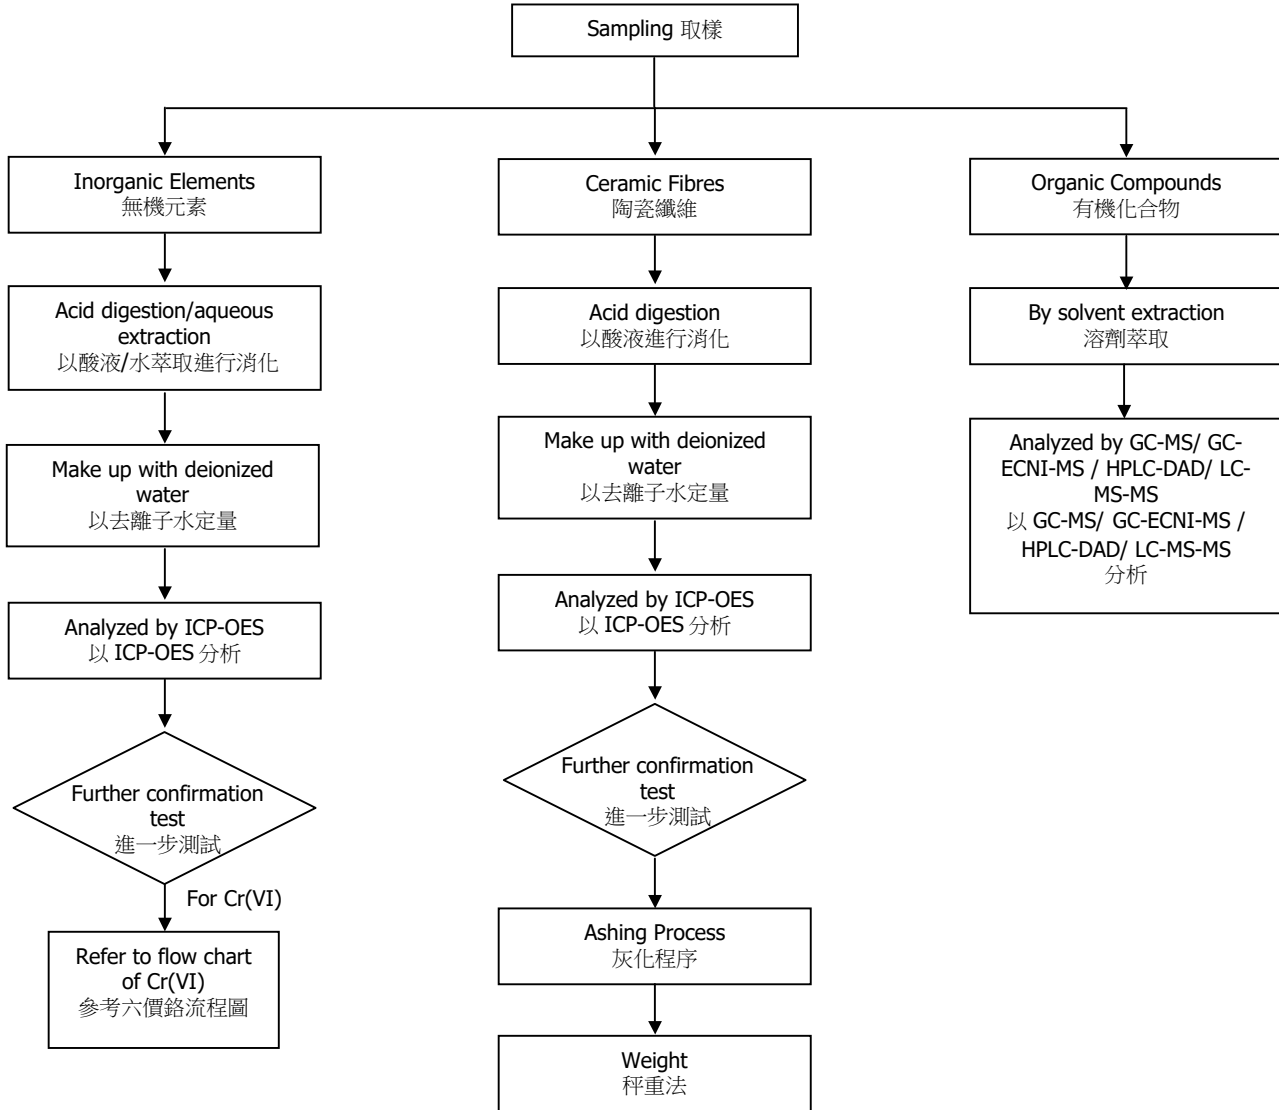 Sampling 取樣
Inorganic Elements
無機元素
Acid digestion/aqueous
extraction
以酸液/水萃取進行消化
Make up with deionized
water
以去離子水定量
Analyzed by ICP-OES
以 ICP-OES 分析
Further confirmation
test
進一步測試
For Cr(VI)
Refer to flow chart
of Cr(VI)
參考六價鉻流程圖
Ceramic Fibres
陶瓷纖維
Acid digestion
以酸液進行消化
Make up with deionized
water
以去離子水定量
Analyzed by ICP-OES
以 ICP-OES 分析
Further confirmation
test
進一步測試
Ashing Process
灰化程序
Weight
秤重法
Organic Compounds
有機化合物
By solvent extraction
溶劑萃取
Analyzed by GC-MS/ GC-
ECNI-MS / HPLC-DAD/ LC-
MS-MS
以 GC-MS/ GC-ECNI-MS /
HPLC-DAD/ LC-MS-MS
分析